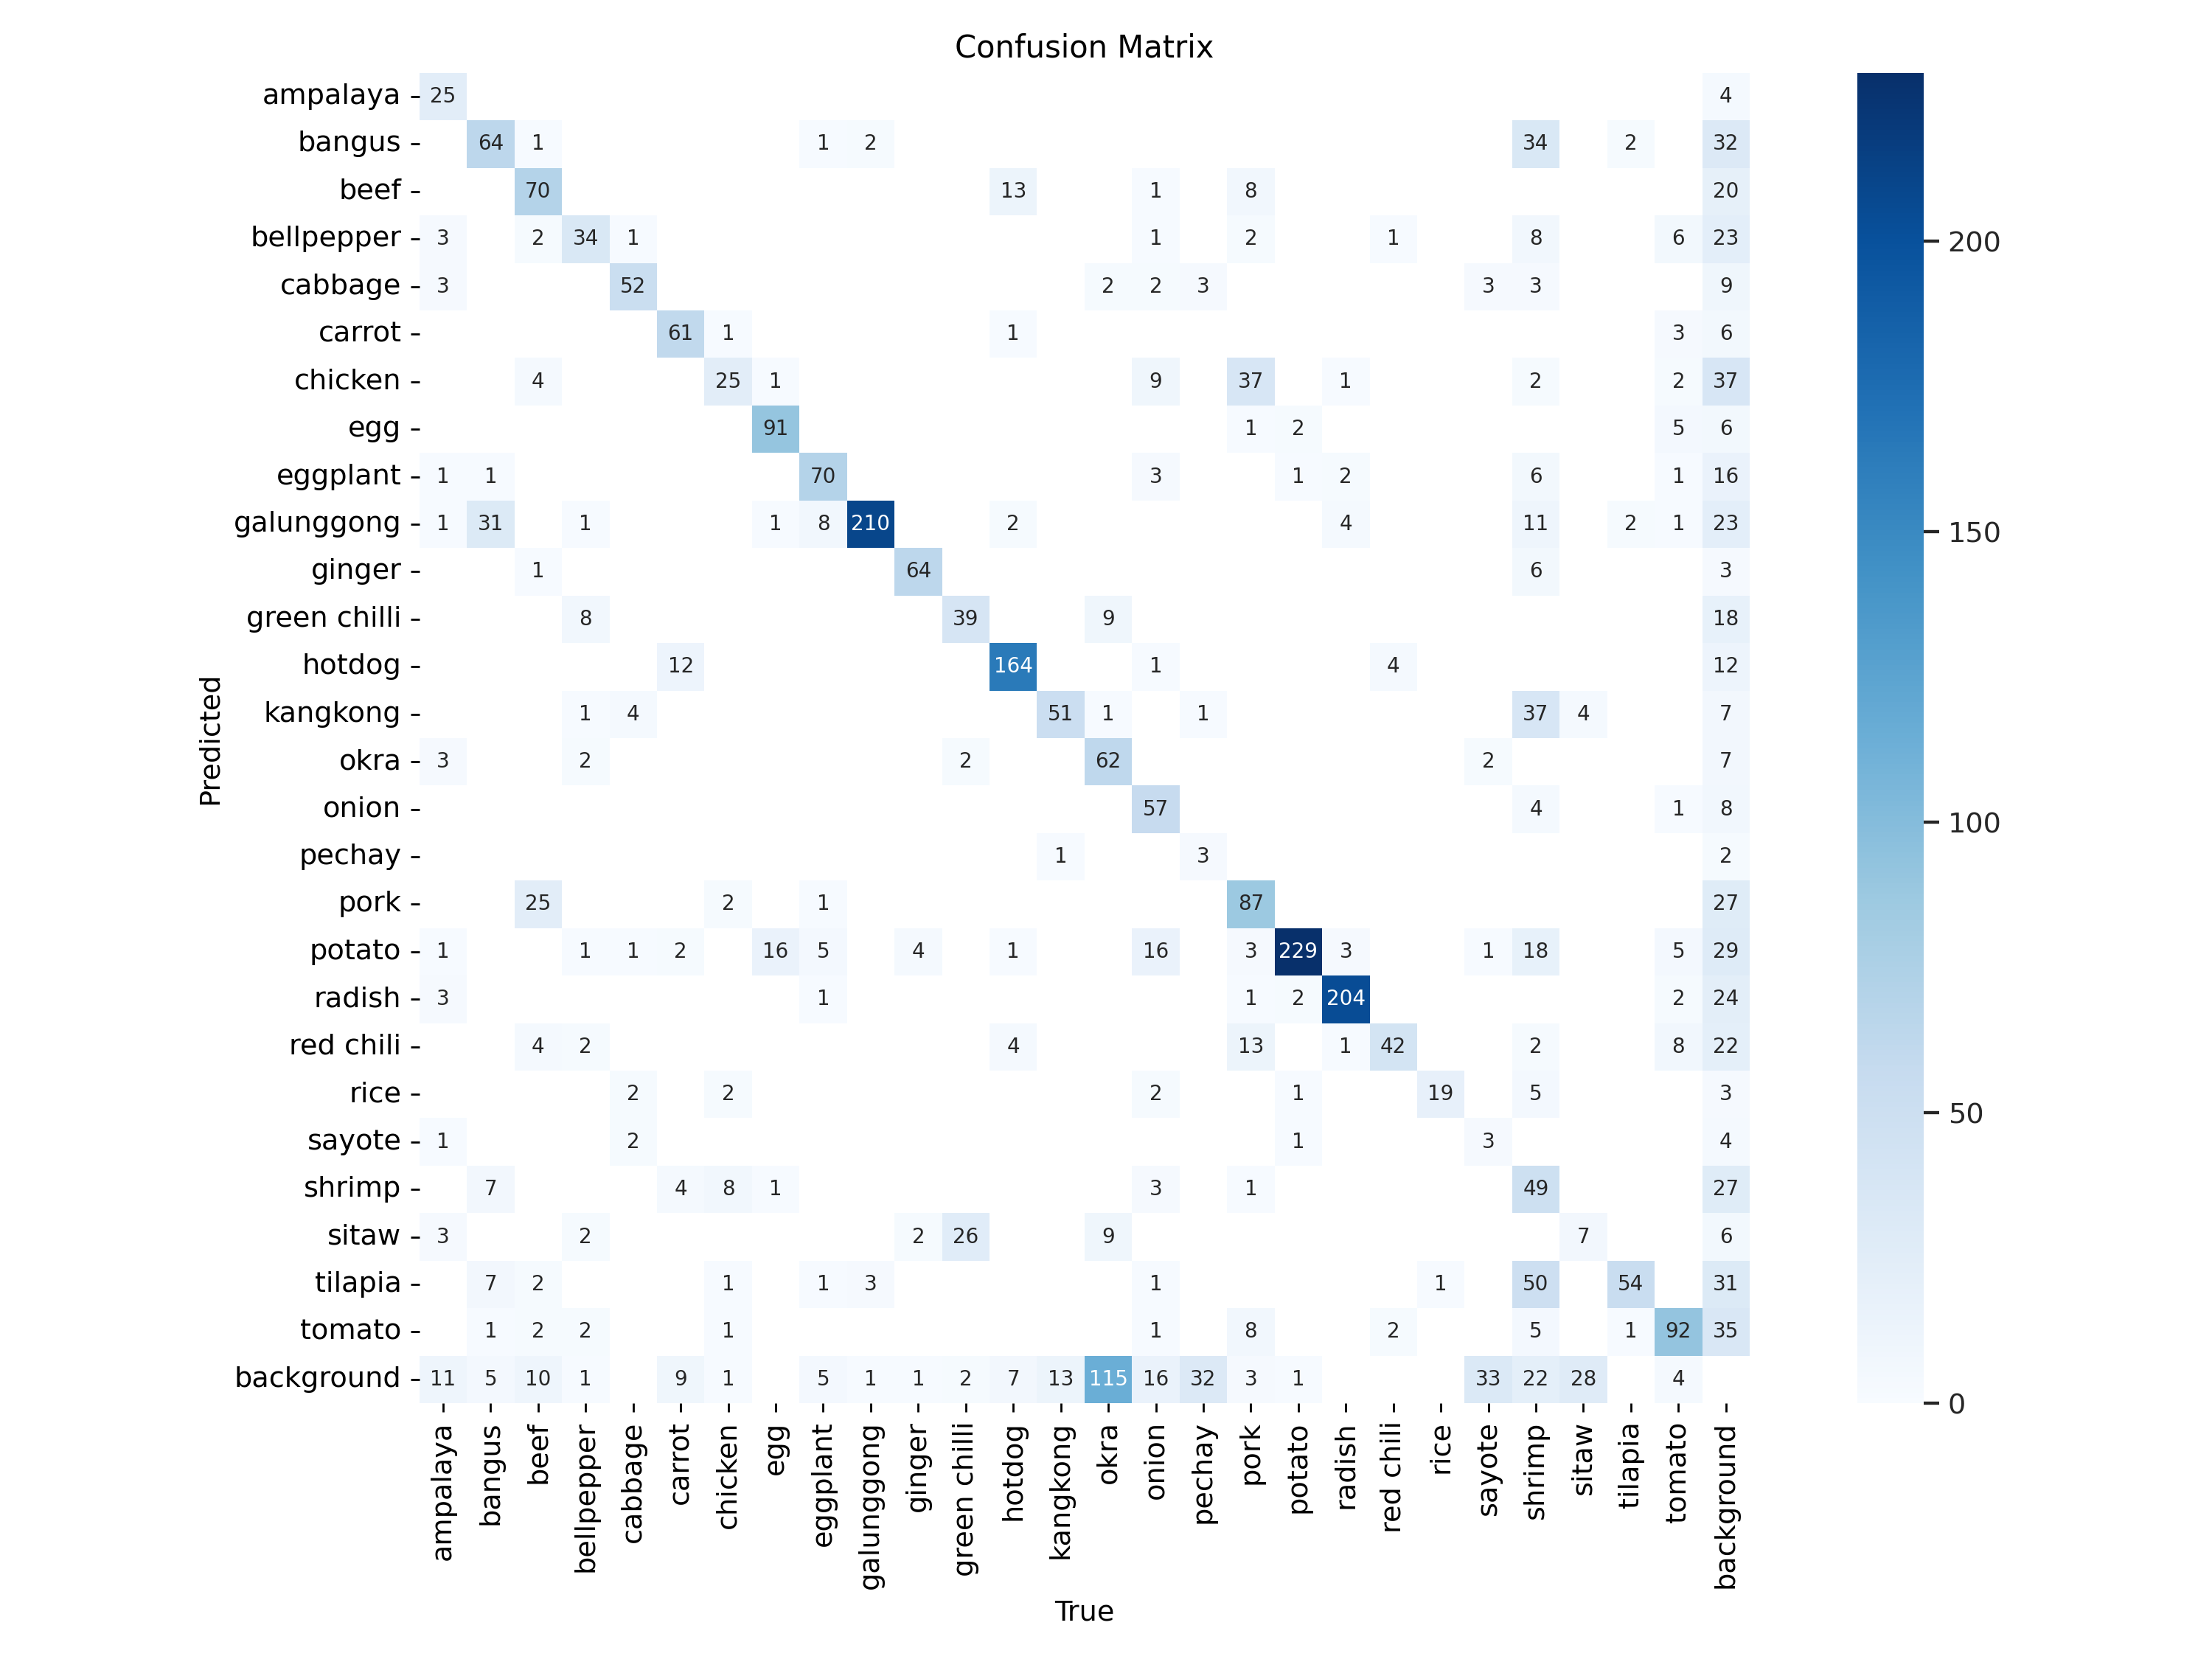 Confusion Matrix
ampalaya 25 4
bangus 64 1 1 2 34 2 32
beef 70 13 1 8 20
bellpepper 3 2 34 1 1 2 1 8 6 23
cabbage 3 52 2 2 3 3 3 9
carrot 61 1 1 3 6
chicken 4 25 1 9 37 1 2 2 37
egg 91 1 2 5 6
eggplant 1 1 70 3 1 2 6 1 16
galunggong 1 31 1 1 8 210 2 4 11 2 1 23
ginger 1 64 6 3
green chilli 8 39 9 18
hotdog 12 164 1 4 12
kangkong 1 4 51 1 1 37 4 7
okra 3 2 2 62 2 7
onion 57 4 1 8
pechay 1 3 2
pork 25 2 1 87 27
potato 1 1 1 2 16 5 4 1 16 3 229 3 1 18 5 29
radish 3 1 1 2 204 2 24
red chili 4 2 4 13 1 42 2 8 22
rice 2 2 2 1 19 5 3
sayote 1 2 1 3 4
shrimp 7 4 8 1 3 1 49 27
sitaw 3 2 2 26 9 7 6
tilapia 7 2 1 1 3 1 1 50 54 31
tomato 1 2 2 1 1 8 2 5 1 92 35
background 11 5 10 1 9 1 5 1 1 2 7 13 115 16 32 3 1 33 22 28 4
Predicted
ampalaya bangus beef bellpepper cabbage carrot chicken egg eggplant galunggong ginger green chilli hotdog kangkong okra onion pechay pork potato radish red chili rice sayote shrimp sitaw tilapia tomato background
True
200
150
100
50
0